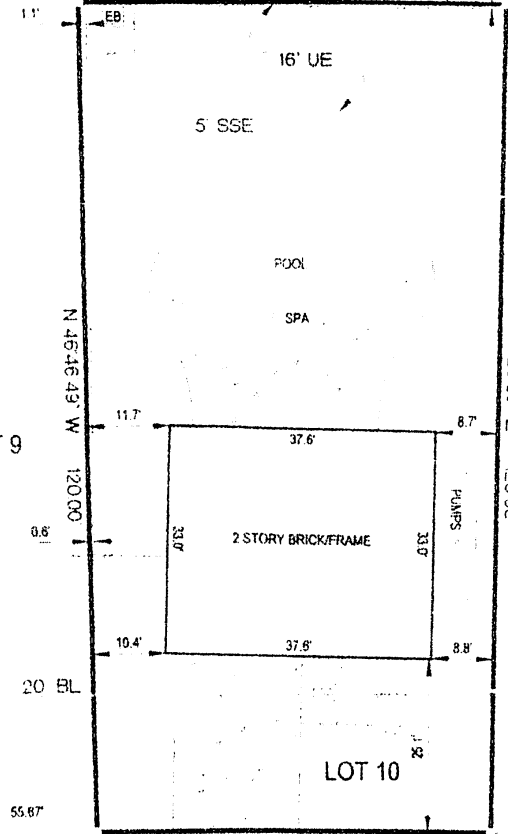 1.1'
EB
16' UE
5' SSE
POOL
SPA
N 46°46'49" W 120.00'
11.7'
37.6'
8.7'
9
33.0'
2 STORY BRICK/FRAME
33.0'
PUMPS
0.6'
10.4'
37.6'
8.8'
20 BL
LOT 10
55.67'